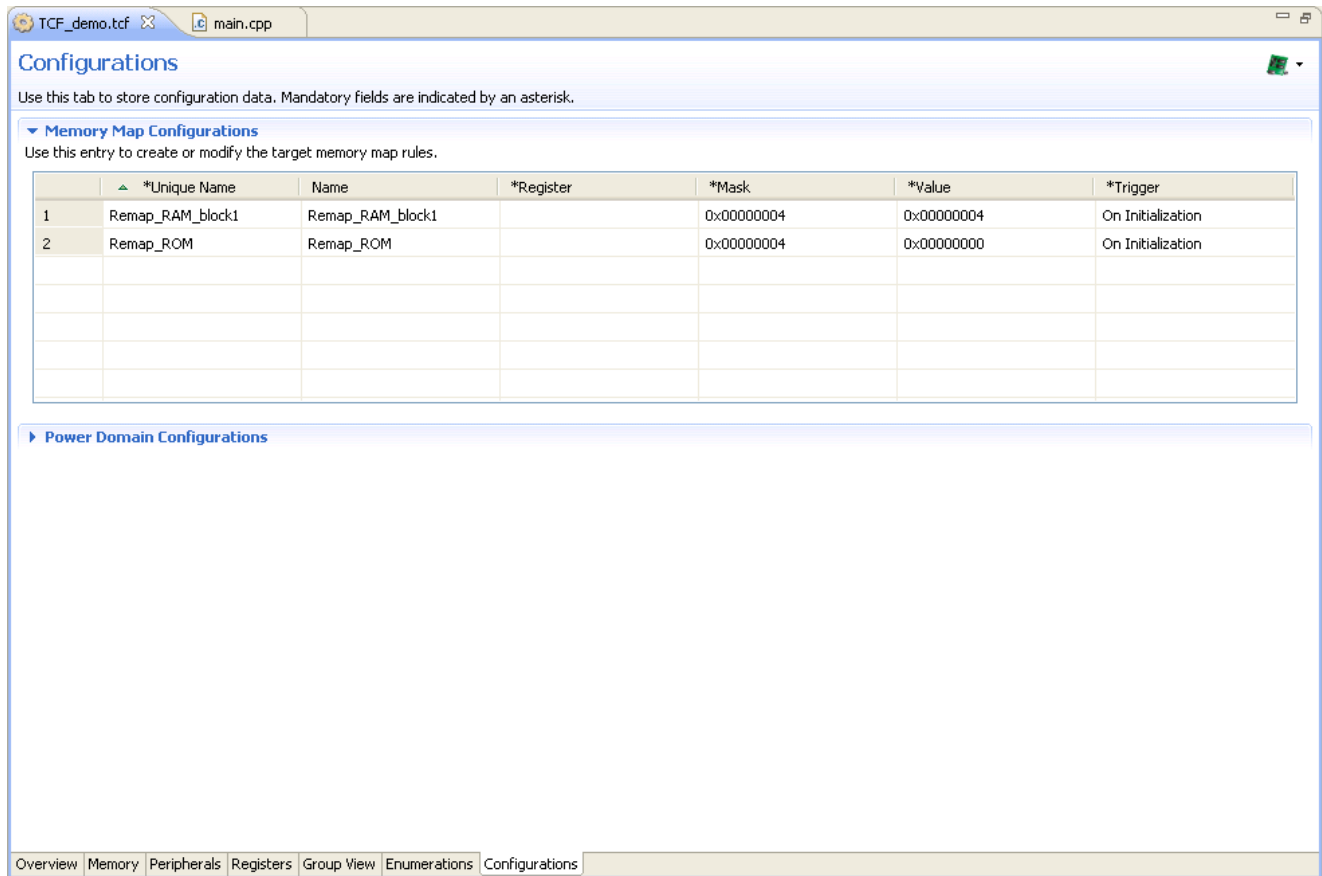 TCF_demo.tcf main.cpp
Configurations
Use this tab to store configuration data. Mandatory fields are indicated by an asterisk.
Memory Map Configurations
Use this entry to create or modify the target memory map rules.
*Unique Name Name *Register *Mask *Value *Trigger
1 Remap_RAM_block1 Remap_RAM_block1 0x00000004 0x00000004 On Initialization
2 Remap_ROM Remap_ROM 0x00000004 0x00000000 On Initialization
Power Domain Configurations
Overview Memory Peripherals Registers Group View Enumerations Configurations